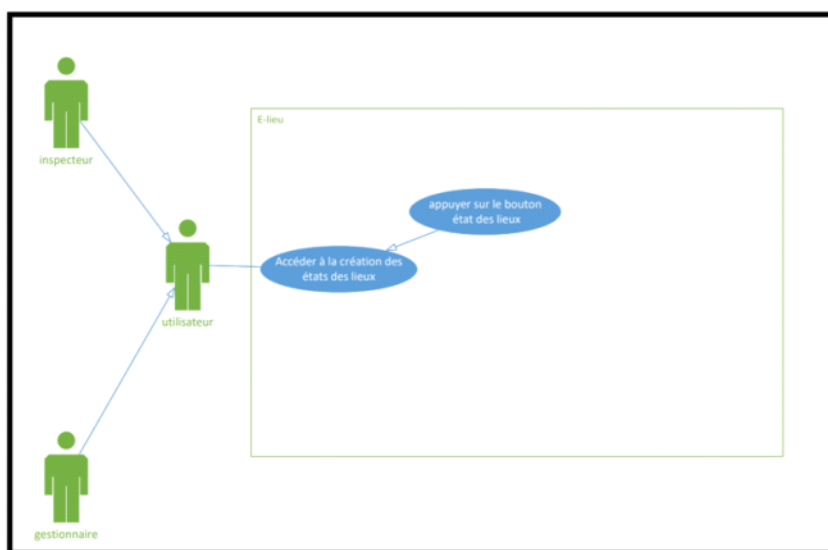 inspecteur
E-lieu
appuyer sur le bouton
état des lieux
Accéder à la création des
états des lieux
utilisateur
gestionnaire